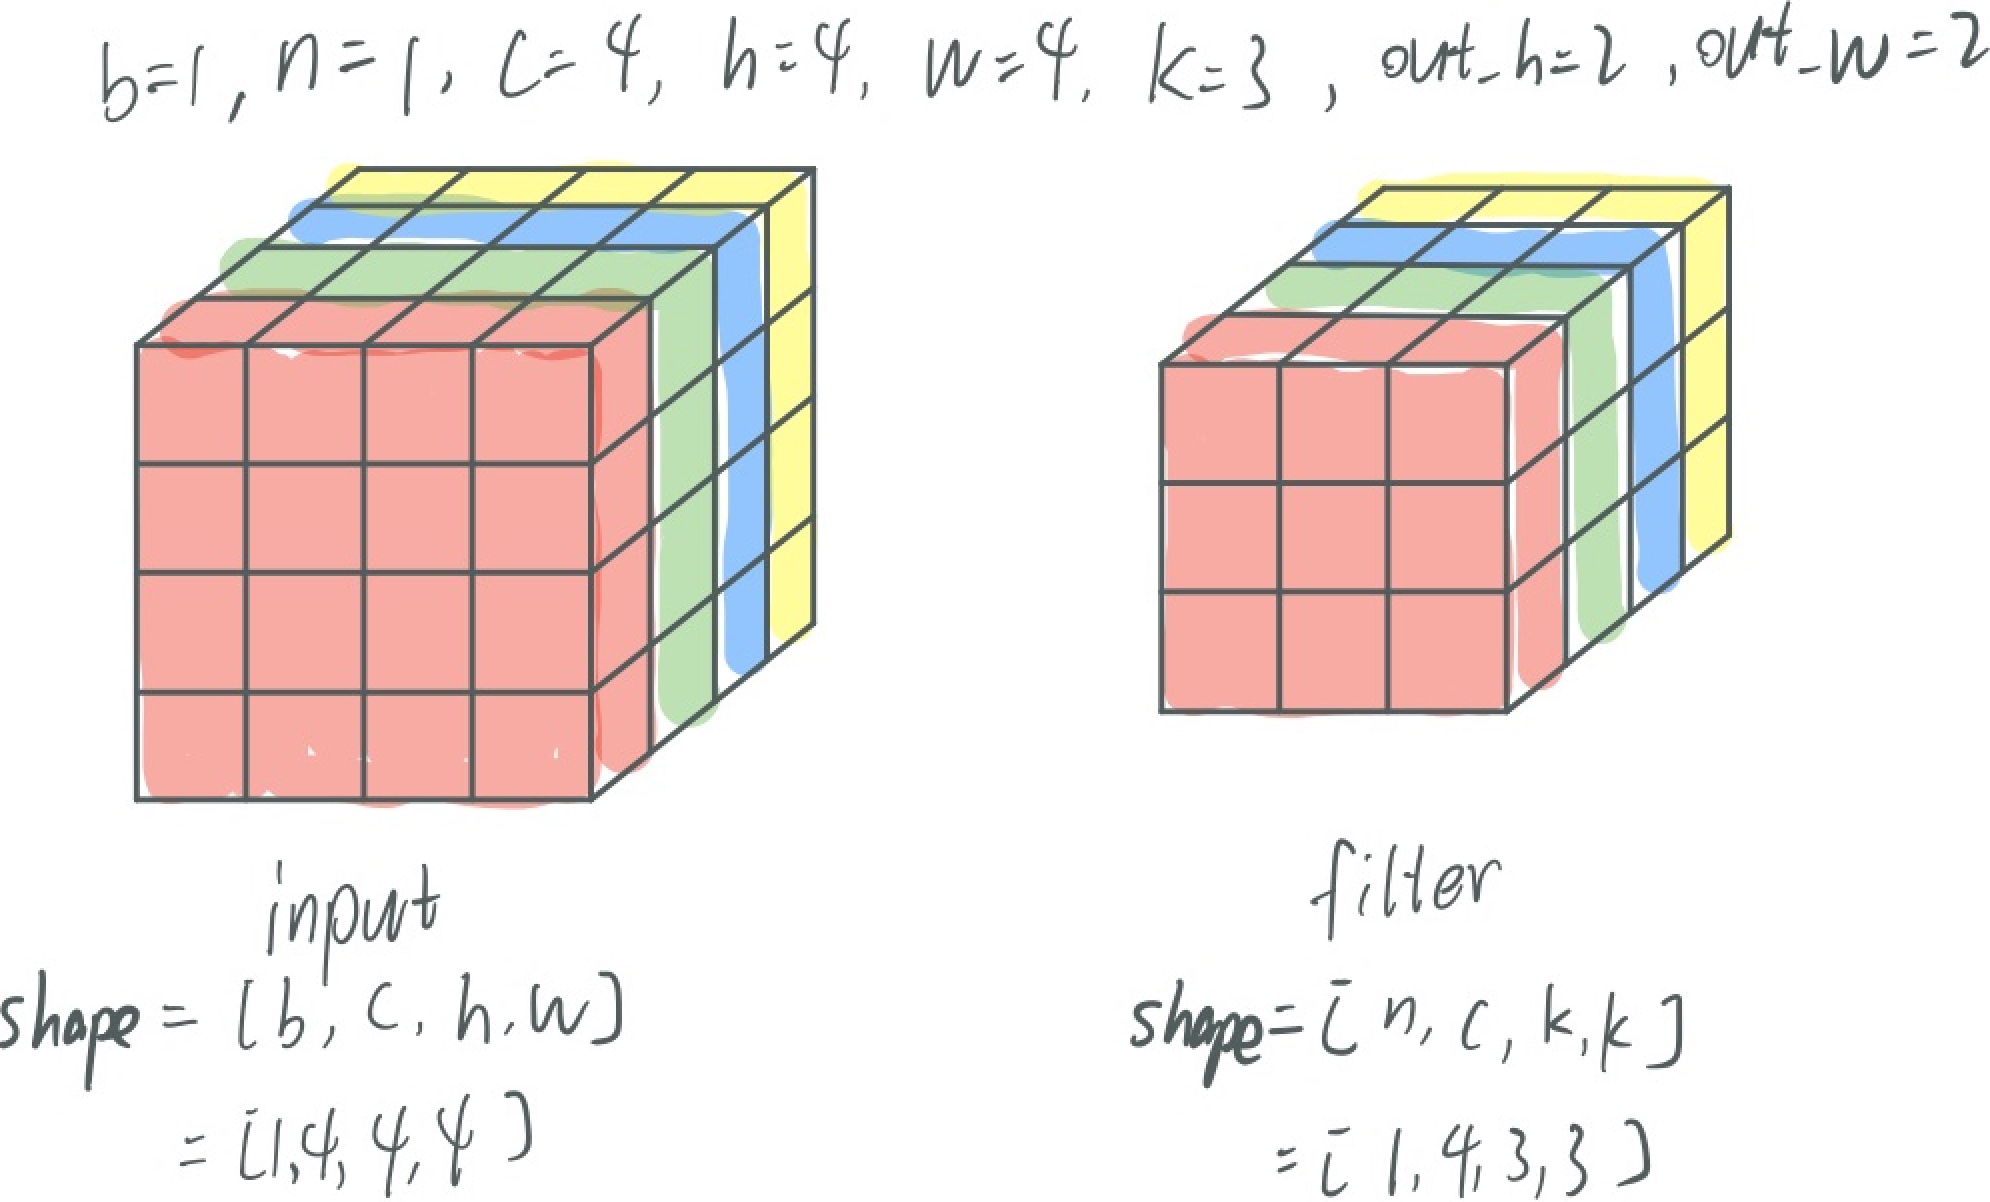 b=1, n=1, c=4, h=4, w=4, k=3, out_h=2, out_w=2
input
shape = [b, c, h, w]
= [1,4,4,4]
filter
shape= [n, c, k, k]
= [1,4,3,3]